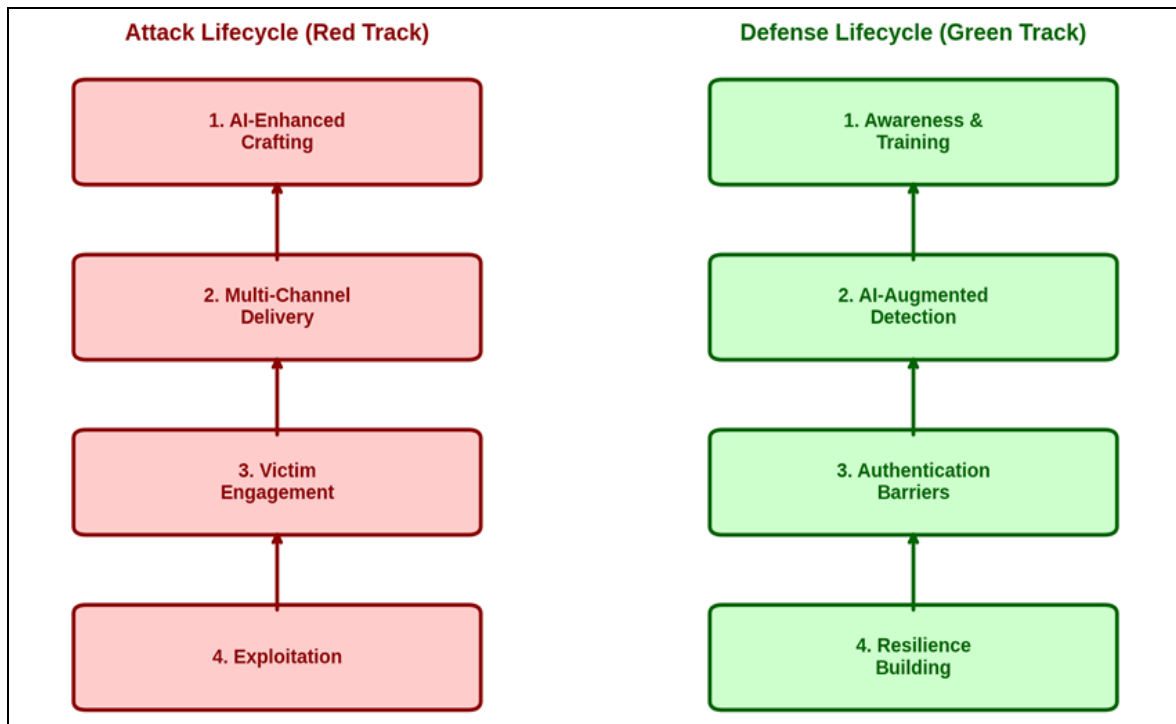 Attack Lifecycle (Red Track)
1. AI-Enhanced
Crafting
2. Multi-Channel
Delivery
3. Victim
Engagement
4. Exploitation
Defense Lifecycle (Green Track)
1. Awareness &
Training
2. AI-Augmented
Detection
3. Authentication
Barriers
4. Resilience
Building